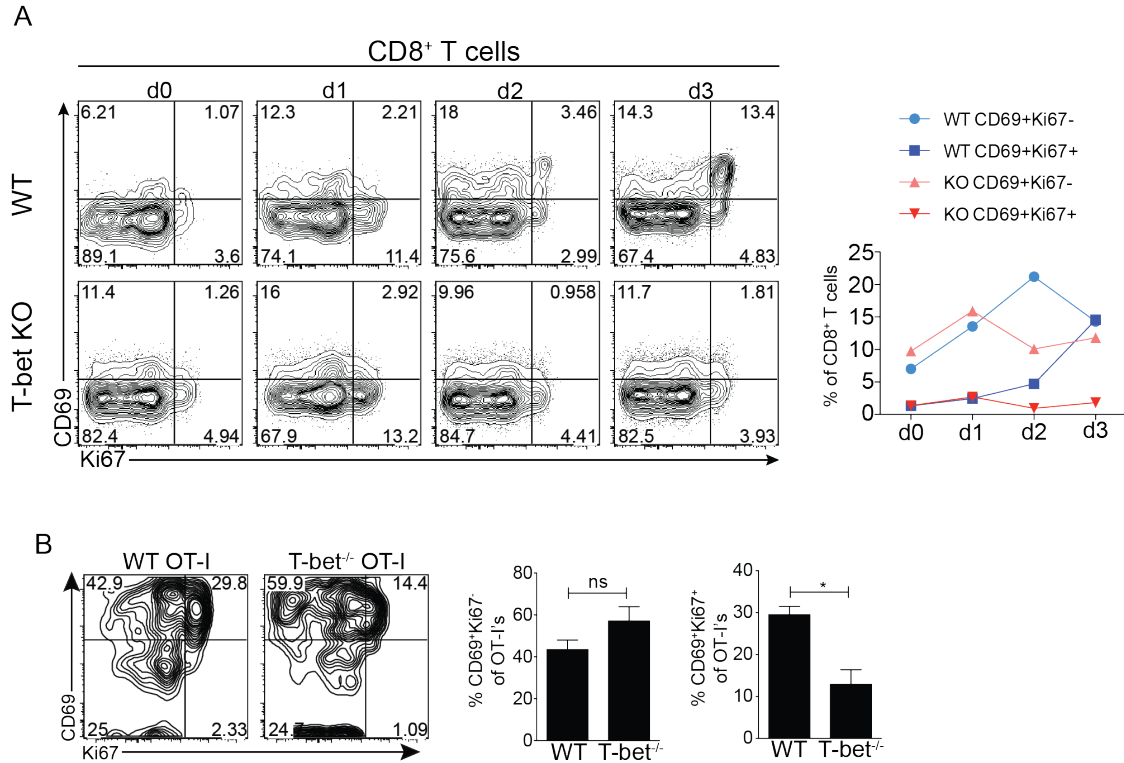 A
CD8⁺ T cells
d0 d1 d2 d3
WT
6.21 1.07 12.3 2.21 18 3.46 14.3 13.4
89.1 3.6 74.1 11.4 75.6 2.99 67.4 4.83
T-bet KO
11.4 1.26 16 2.92 9.96 0.958 11.7 1.81
82.4 4.94 67.9 13.2 84.7 4.41 82.5 3.93
CD69
Ki67
WT CD69+Ki67-
WT CD69+Ki67+
KO CD69+Ki67-
KO CD69+Ki67+
% of CD8⁺ T cells
25
20
15
10
5
0
d0 d1 d2 d3
B
WT OT-I T-bet⁻/⁻ OT-I
42.9 29.8 59.9 14.4
25 2.33 24.7 1.09
CD69
Ki67
% CD69⁺Ki67⁻
of OT-I's
80
60
40
20
0
ns
WT T-bet⁻/⁻
% CD69⁺Ki67⁺
of OT-I's
40
30
20
10
0
*
WT T-bet⁻/⁻